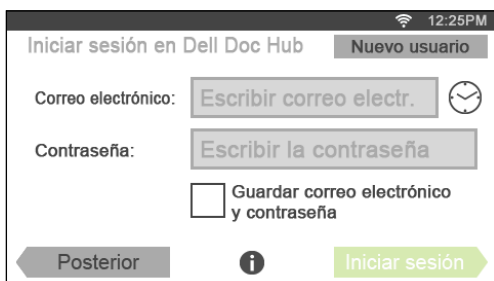 12:25PM
Iniciar sesión en Dell Doc Hub
Nuevo usuario
Correo electrónico:
Escribir correo electr.
Contraseña:
Escribir la contraseña
Guardar correo electrónico
y contraseña
Posterior
Iniciar sesión